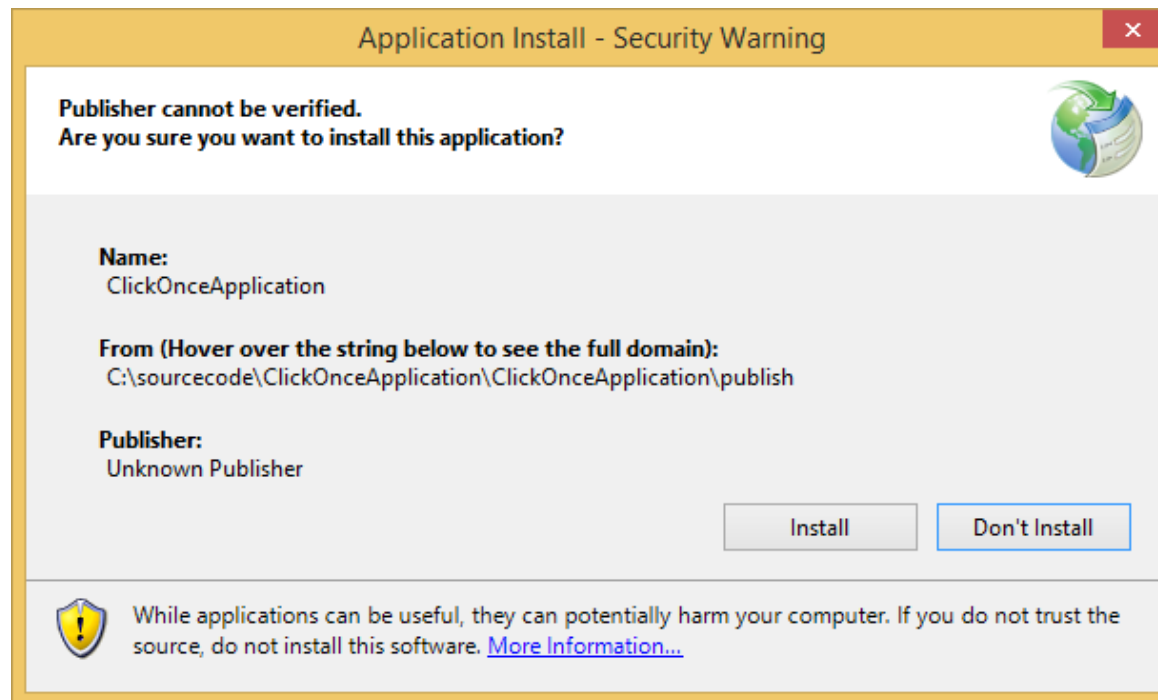 Application Install - Security Warning
Publisher cannot be verified.
Are you sure you want to install this application?
Name:
ClickOnceApplication
From (Hover over the string below to see the full domain):
C:\sourcecode\ClickOnceApplication\ClickOnceApplication\publish
Publisher:
Unknown Publisher
Install
Don't Install
While applications can be useful, they can potentially harm your computer. If you do not trust the
source, do not install this software. More Information...